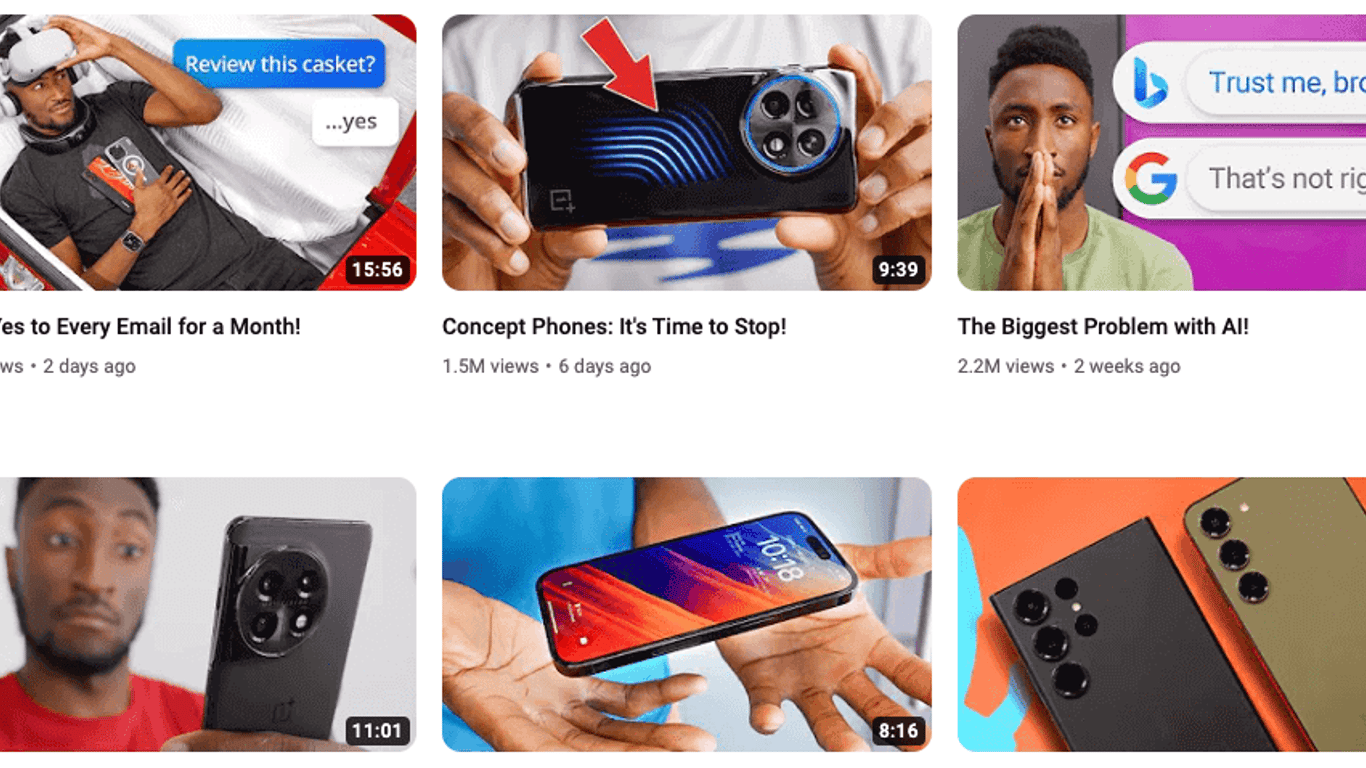 Review this casket?
...yes
15:56
9:39
Trust me, bro
That's not rig
Yes to Every Email for a Month!
Concept Phones: It's Time to Stop!
The Biggest Problem with AI!
ws • 2 days ago
1.5M views • 6 days ago
2.2M views • 2 weeks ago
10:18
11:01
8:16